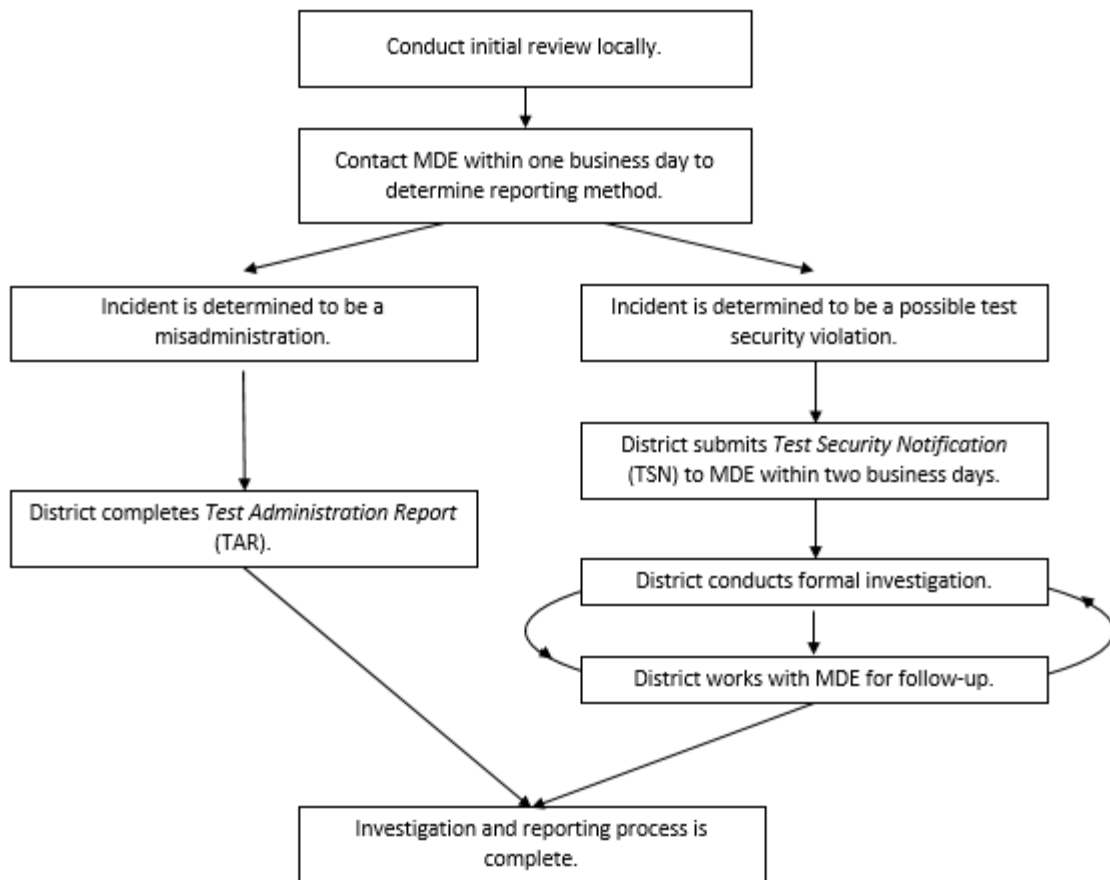 Conduct initial review locally.
Contact MDE within one business day to
determine reporting method.
Incident is determined to be a
misadministration.
Incident is determined to be a possible test
security violation.
District submits Test Security Notification
(TSN) to MDE within two business days.
District completes Test Administration Report
(TAR).
District conducts formal investigation.
District works with MDE for follow-up.
Investigation and reporting process is
complete.